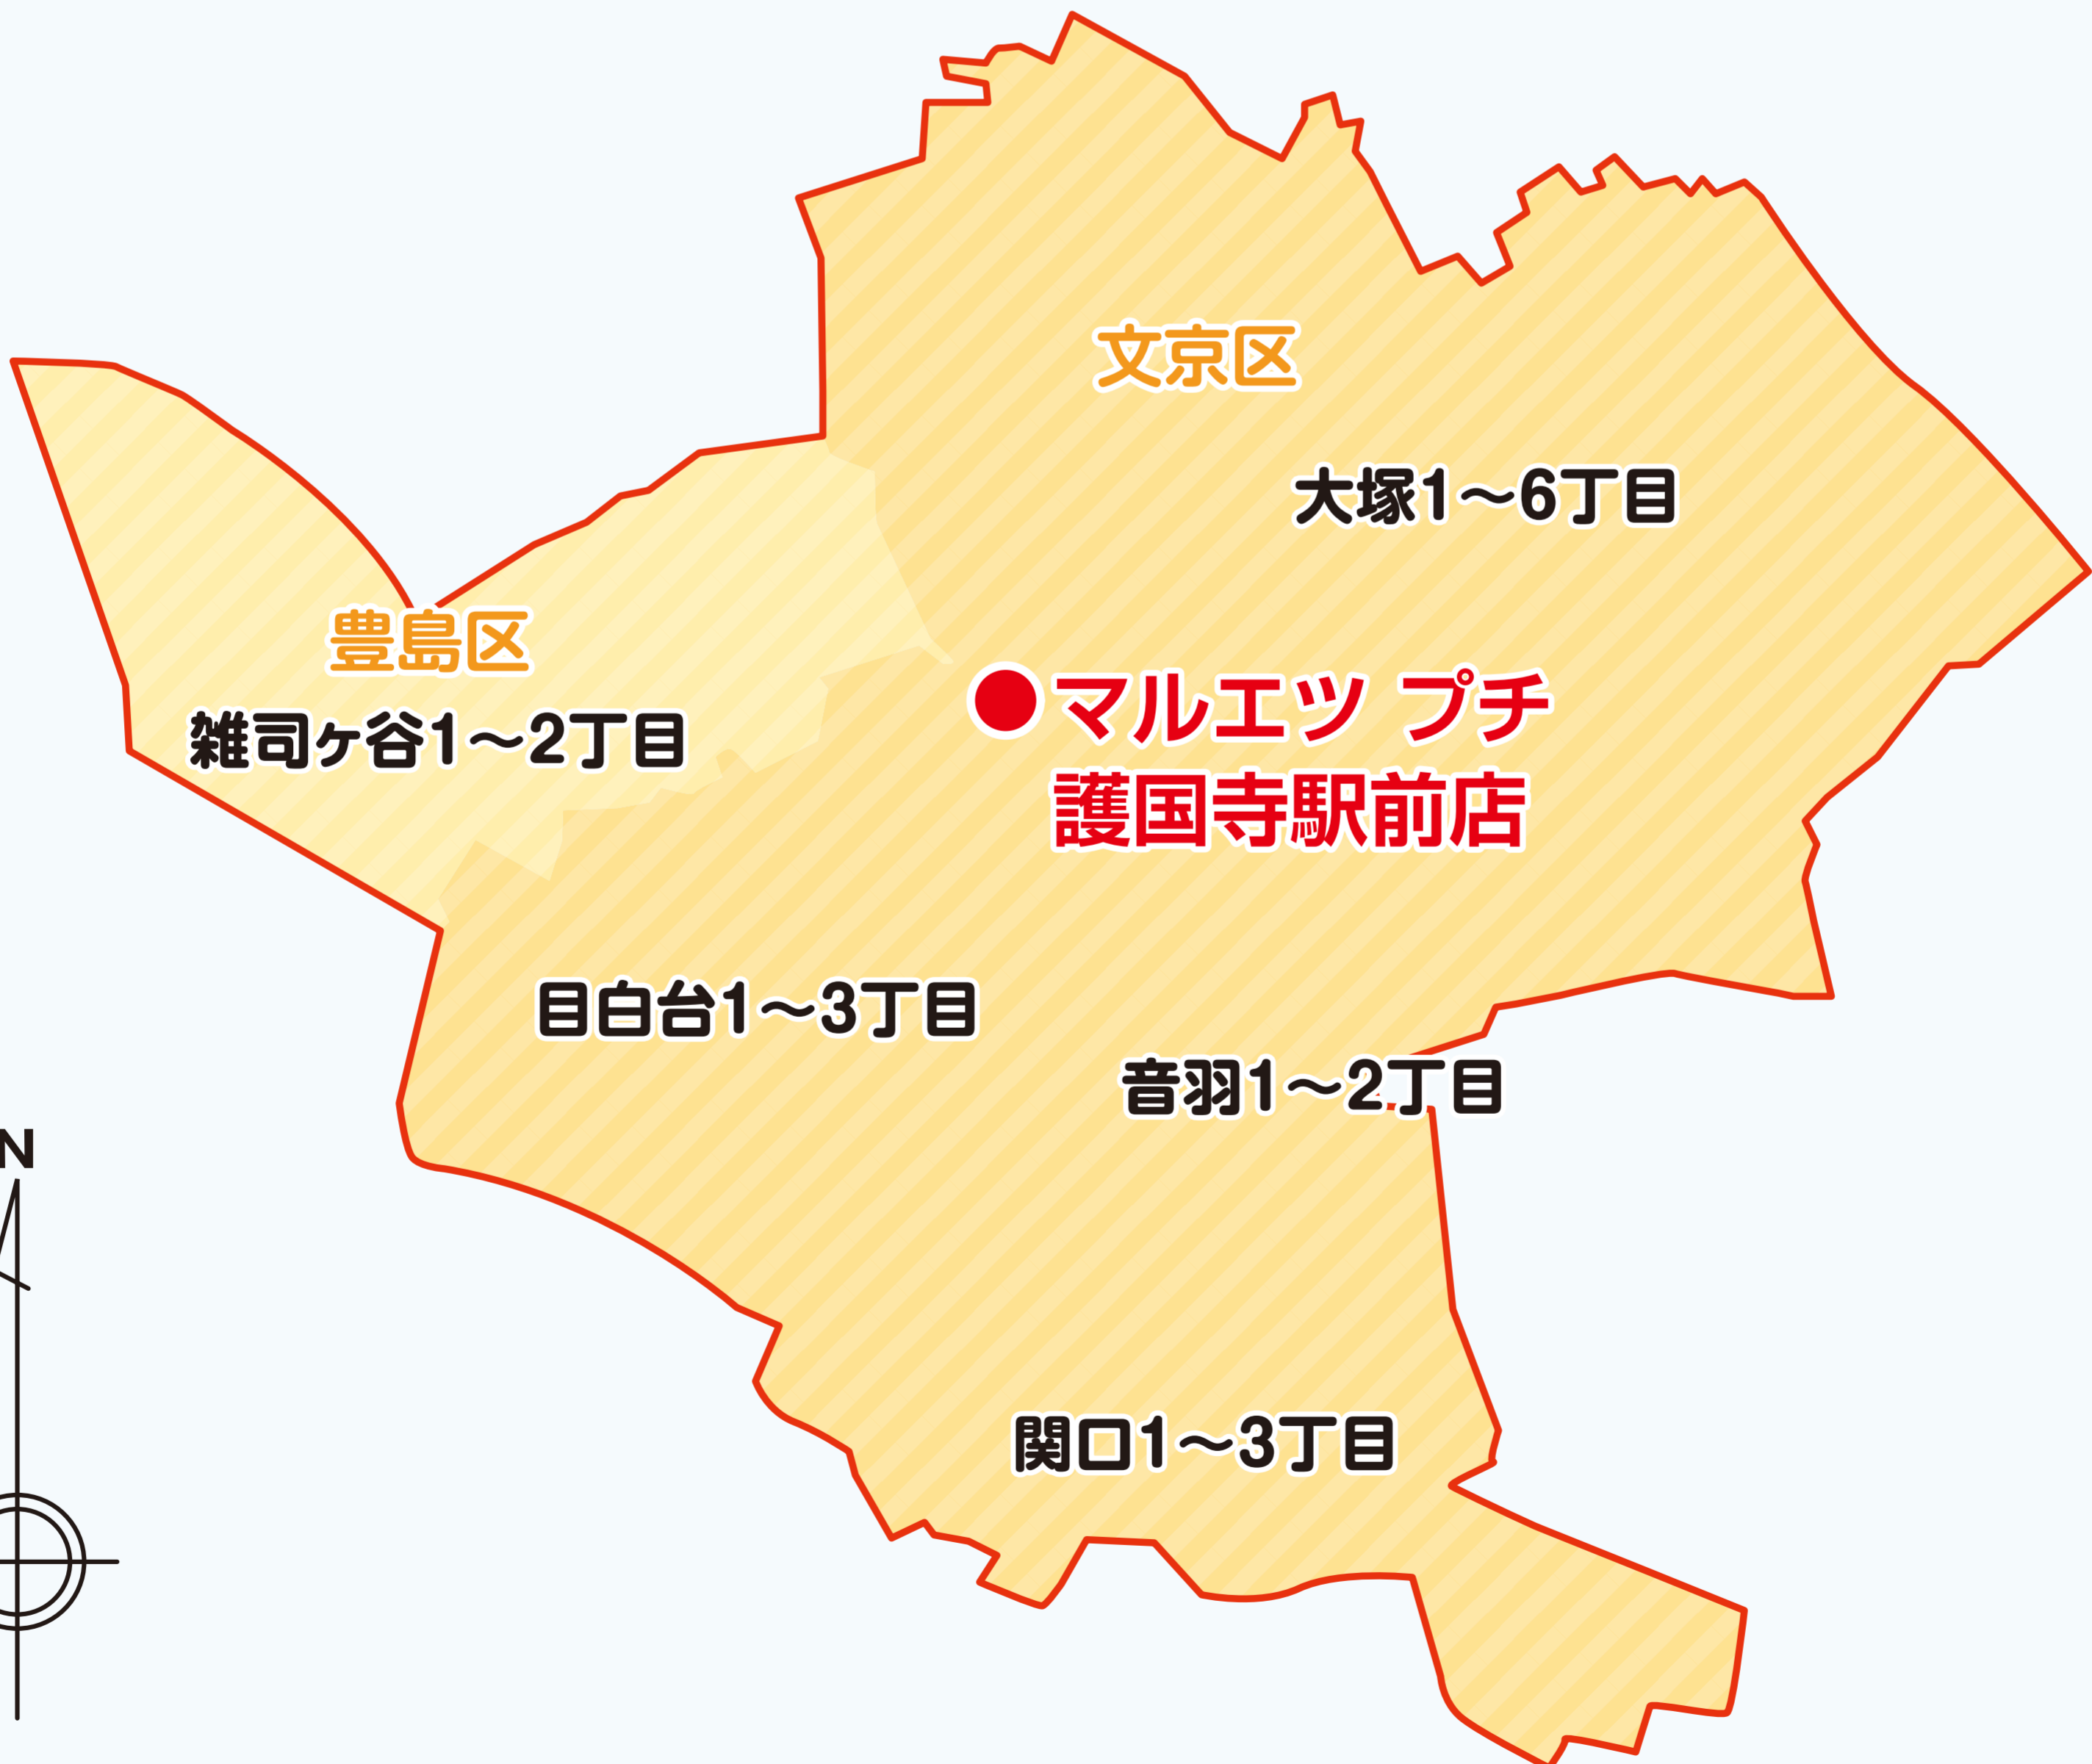 文京区
大塚1～6丁目
豊島区
雑司ヶ谷1～2丁目
マルエツ プチ
護国寺駅前店
目白台1～3丁目
音羽1～2丁目
N
関口1～3丁目